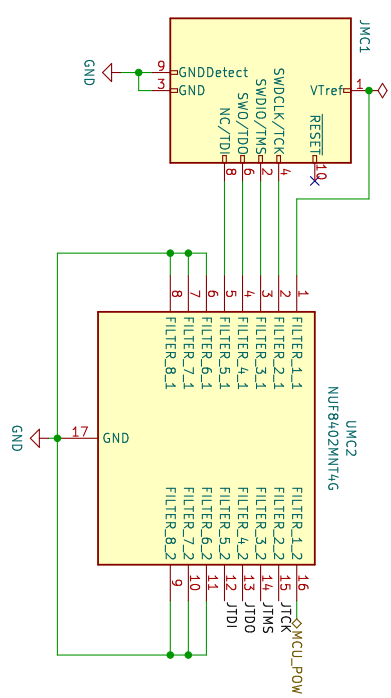 JMC1
9
GNDDetect
3
GND
GND
VTref
1
RESET
10
SWDCLK/TCK
4
SWDIO/TMS
2
SWO/TDO
6
NC/TDI
8
UMC2
NUF8402MNT4G
1
FILTER_1_1
2
FILTER_2_1
3
FILTER_3_1
4
FILTER_4_1
5
FILTER_5_1
6
FILTER_6_1
7
FILTER_7_1
8
FILTER_8_1
17
GND
GND
FILTER_1_2
16
MCU_POW
FILTER_2_2
15
JTCK
FILTER_3_2
14
JTMS
FILTER_4_2
13
JTDO
FILTER_5_2
12
JTDI
FILTER_6_2
11
FILTER_7_2
10
FILTER_8_2
9